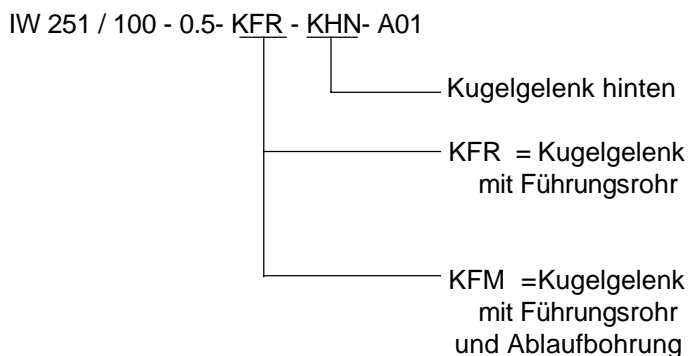 IW 251 / 100 - 0.5- KFR - KHN- A01
Kugelgelenk hinten
KFR = Kugelgelenk
mit Führungsrohr
KFM =Kugelgelenk
mit Führungsrohr
und Ablaufbohrung